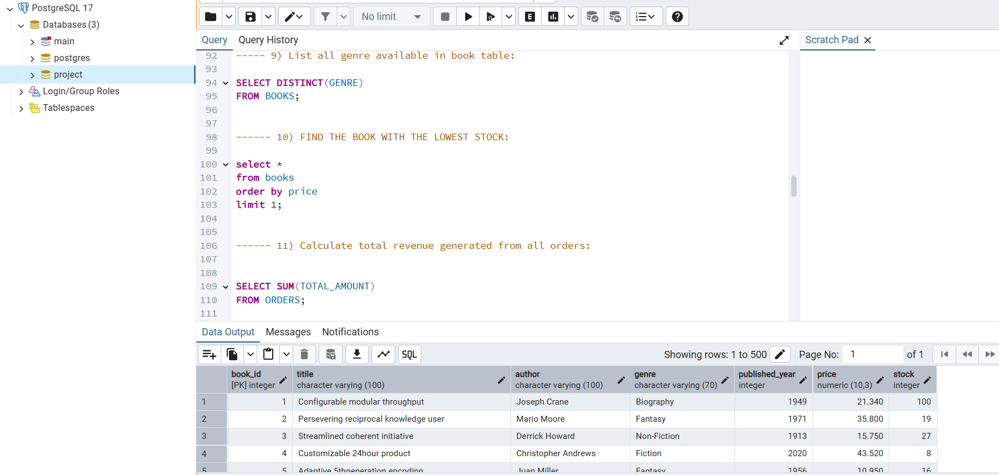 PostgreSQL 17
Databases (3)
main
postgres
project
Login/Group Roles
Tablespaces
No limit
E
?
Query
Query History
Scratch Pad
92 ----- 9) List all genre available in book table:
93
94 SELECT DISTINCT(GENRE)
95 FROM BOOKS;
96
97
98 ------ 10) FIND THE BOOK WITH THE LOWEST STOCK:
99
100 select *
101 from books
102 order by price
103 limit 1;
104
105
106 ------ 11) Calculate total revenue generated from all orders:
107
108
109 SELECT SUM(TOTAL_AMOUNT)
110 FROM ORDERS;
111
Data Output Messages Notifications
SQL Showing rows: 1 to 500 Page No: 1 of 1
book_id titile author genre published_year price stock
[PK] integer character varying (100) character varying (100) character varying (70) integer numeric (10,3) integer
1 1 Configurable modular throughput Joseph Crane Biography 1949 21.340 100
2 2 Persevering reciprocal knowledge user Mario Moore Fantasy 1971 35.800 19
3 3 Streamlined coherent initiative Derrick Howard Non-Fiction 1913 15.750 27
4 4 Customizable 24hour product Christopher Andrews Fiction 2020 43.520 8
5 5 Adaptive 5thgeneration encoding Juan Miller Fantasy 1956 10.950 16